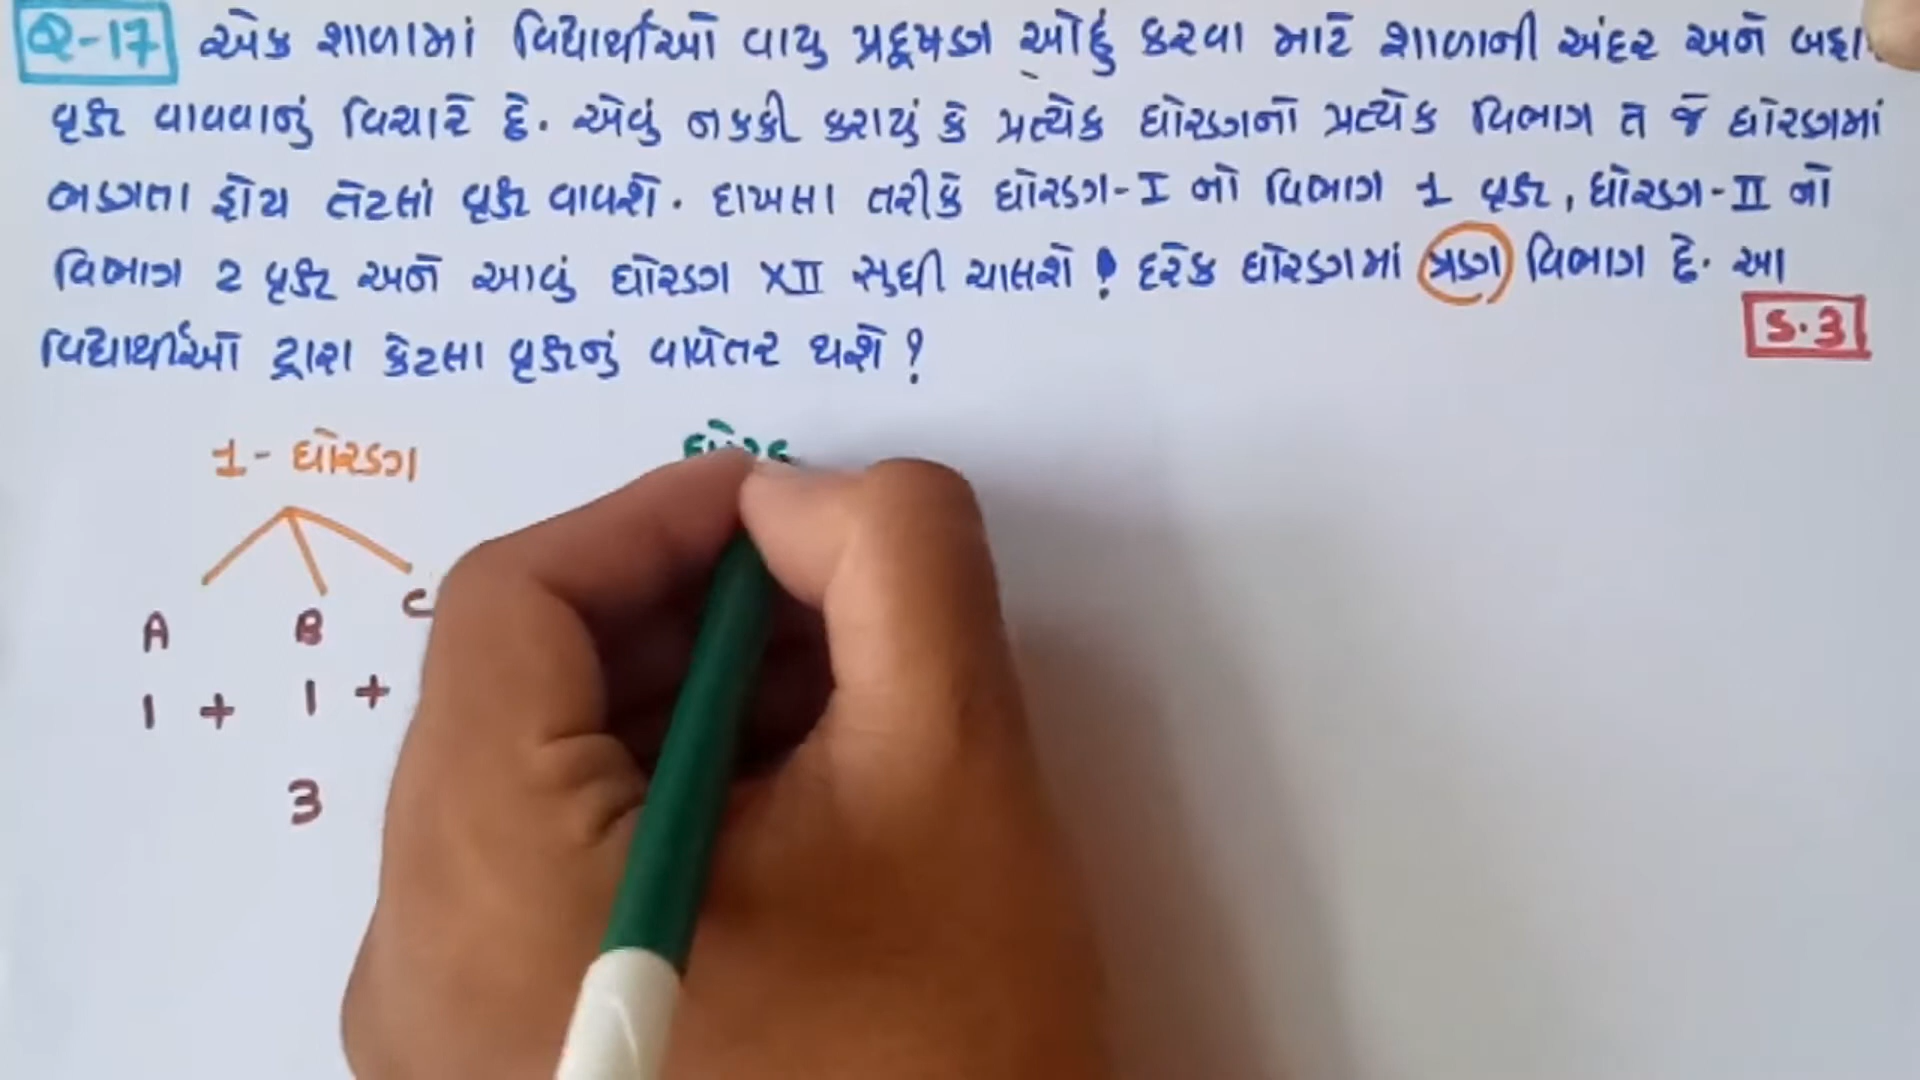 Q-17 એક શાળામાં વિદ્યાર્થીઓ વાયુ પ્રદૂષણ ઓછું કરવા માટે શાળાની અંદર અને
વૃક્ષ વાવવાનું વિચારે છે. એવું નક્કી કરાયું કે પ્રત્યેક ધોરણનો પ્રત્યેક વિભાગ તે જે ધોરણમાં
ભણતા હોય તેટલાં વૃક્ષ વાવશે. દાખલા તરીકે ધોરણ-I નો વિભાગ 1 વૃક્ષ, ધોરણ-II નો
વિભાગ 2 વૃક્ષ અને આવું ધોરણ XII સુધી ચાલશે! દરેક ધોરણમાં ત્રણ વિભાગ છે. આ
વિદ્યાર્થીઓ દ્વારા કેટલા વૃક્ષનું વાવેતર થશે?
5.3
1- ધોરણ
A B C
1 + 1 +
3